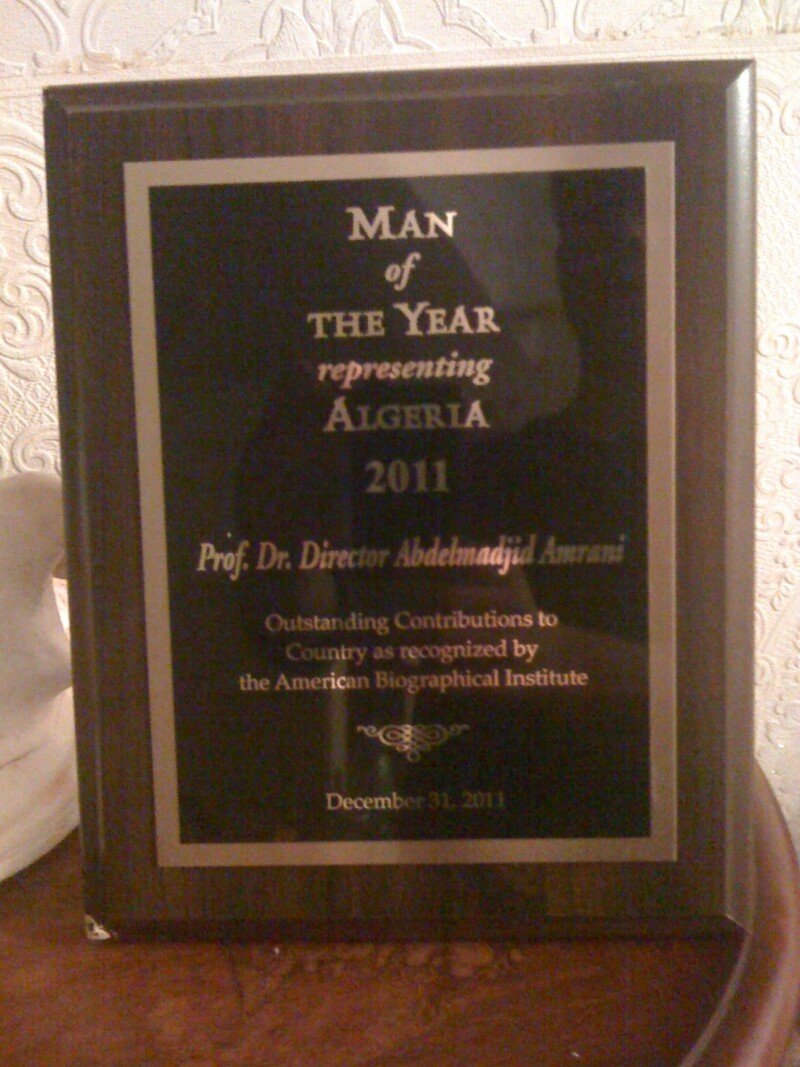 MAN
of
THE YEAR
representing
ALGERIA
2011
Prof. Dr. Director Abdelmadjid Amrani
Outstanding Contributions to
Country as recognized by
the American Biographical Institute
December 31, 2011